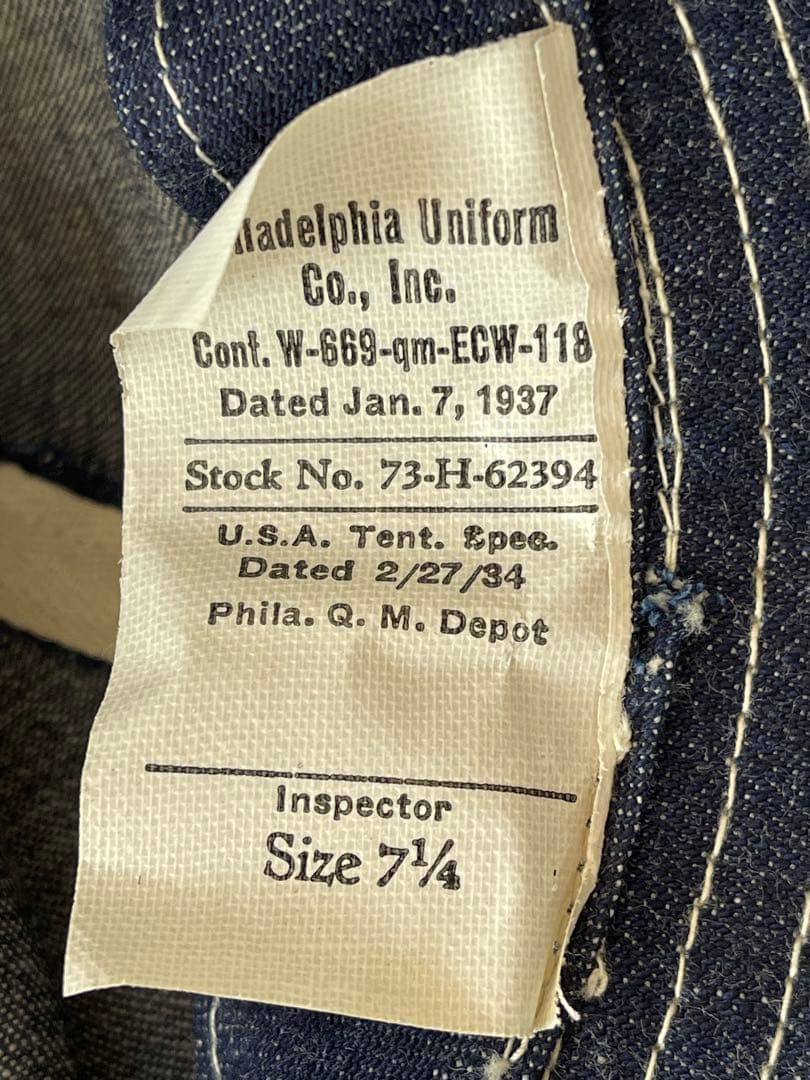 Philadelphia Uniform
Co., Inc.
Cont. W-669-qm-ECW-118
Dated Jan. 7, 1937
Stock No. 73-H-62394
U.S.A. Tent. Spec.
Dated 2/27/34
Phila. Q. M. Depot
Inspector
Size 7¼